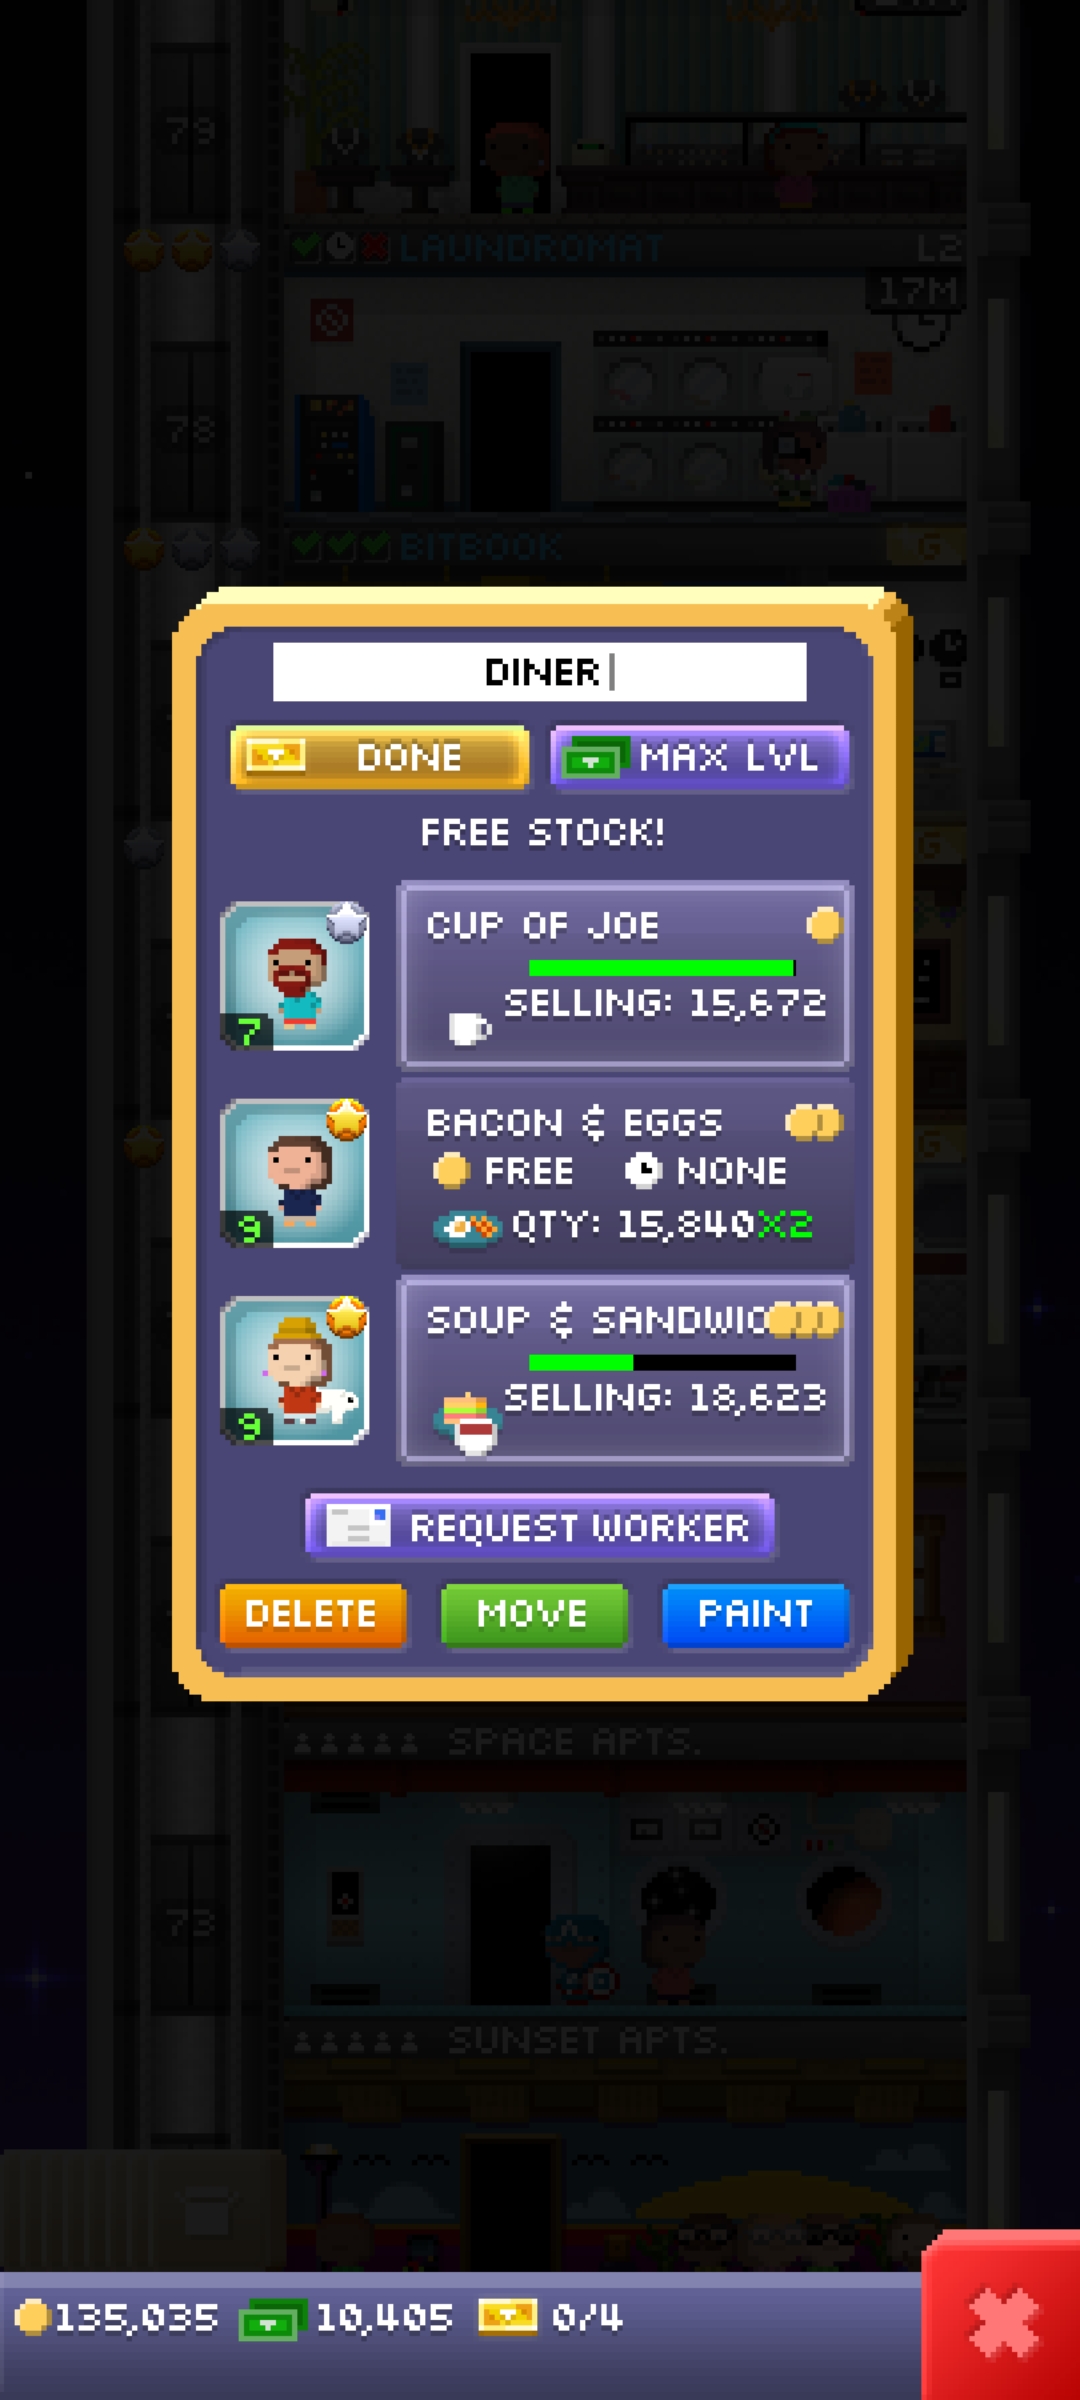 79
LAUNDROMAT L2
17M
78
BITBOOK G
DINER
DONE MAX LVL
FREE STOCK!
G
CUP OF JOE
SELLING: 15,672
7
BACON & EGGS
FREE NONE
G
QTY: 15,840X2
9
SOUP & SANDWIC
SELLING: 18,623
9
REQUEST WORKER
DELETE MOVE PAINT
SPACE APTS.
73
SUNSET APTS.
135,035 10,405 0/4